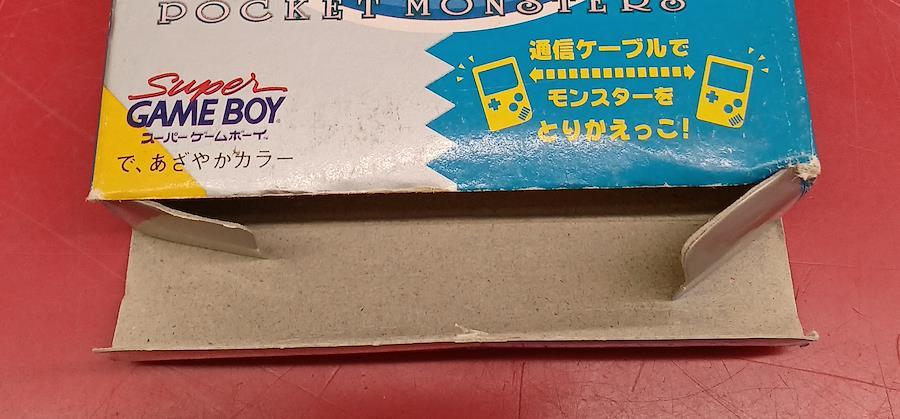 POCKET MONSTERS
Super
GAME BOY
スーパーゲームボーイ
で、あざやかカラー
通信ケーブルで
モンスターを
とりかえっこ!